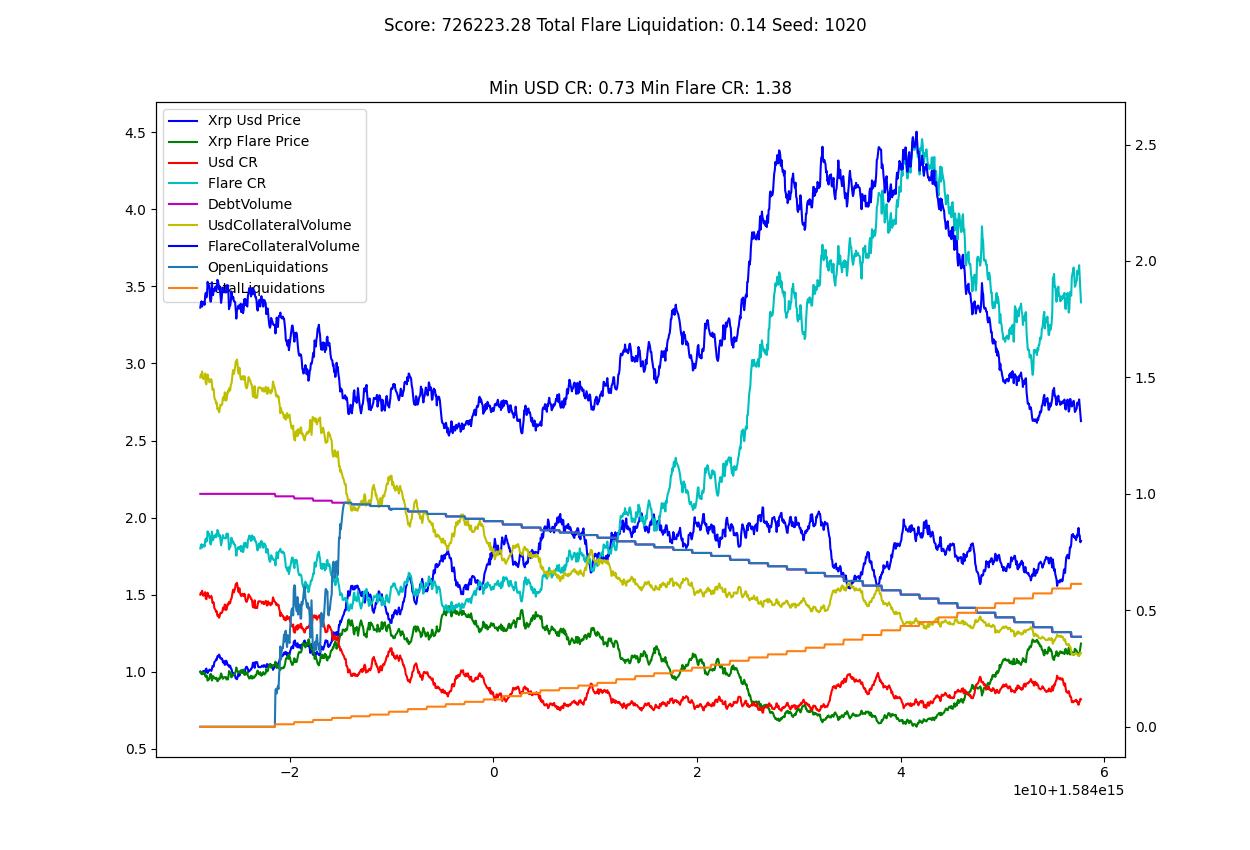 Score: 726223.28 Total Flare Liquidation: 0.14 Seed: 1020
Min USD CR: 0.73 Min Flare CR: 1.38
Xrp Usd Price
Xrp Flare Price
Usd CR
Flare CR
DebtVolume
UsdCollateralVolume
FlareCollateralVolume
OpenLiquidations
TotalLiquidations
4.5
4.0
3.5
3.0
2.5
2.0
1.5
1.0
0.5
2.5
2.0
1.5
1.0
0.5
0.0
−2
0
2
4
6
1e10+1.584e15